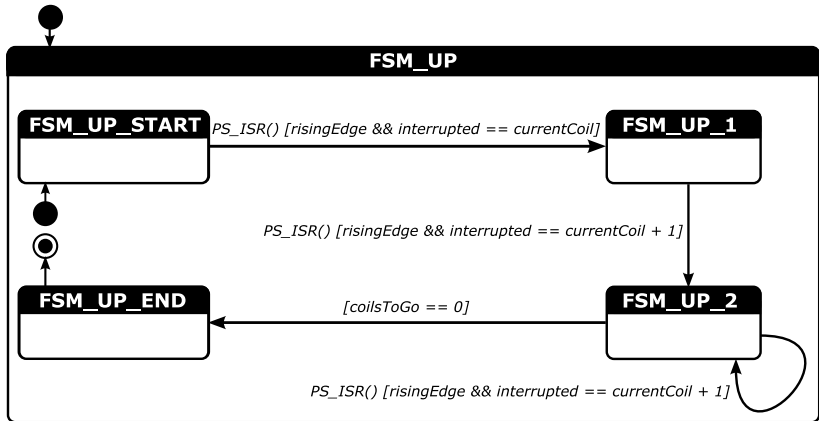 FSM_UP
FSM_UP_START
PS_ISR() [risingEdge && interrupted == currentCoil]
FSM_UP_1
PS_ISR() [risingEdge && interrupted == currentCoil + 1]
FSM_UP_END
[coilsToGo == 0]
FSM_UP_2
PS_ISR() [risingEdge && interrupted == currentCoil + 1]